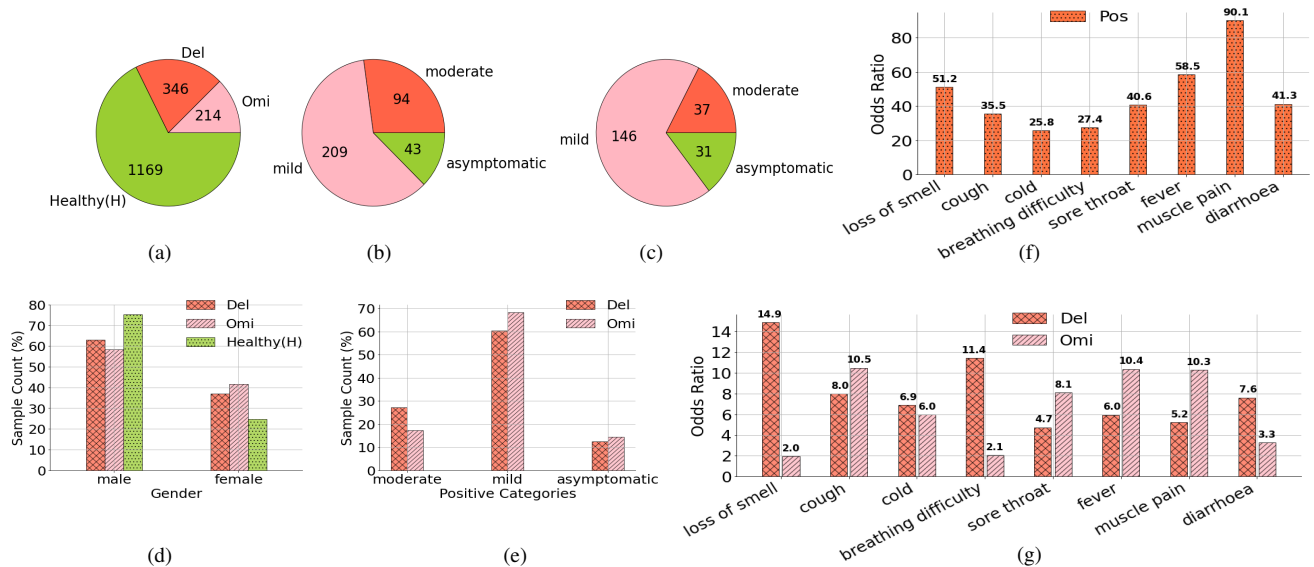 Del
346
Omi
214
1169
Healthy(H)
(a)
moderate
94
209
43
mild
asymptomatic
(b)
moderate
37
mild
146
31
asymptomatic
(c)
Pos
Odds Ratio
80
60
40
20
0
51.2
35.5
25.8
27.4
40.6
58.5
90.1
41.3
loss of smell
cough
cold
breathing difficulty
sore throat
fever
muscle pain
diarrhoea
(f)
Del
Omi
Healthy(H)
Sample Count (%)
80
70
60
50
40
30
20
10
0
male
female
Gender
(d)
Del
Omi
Sample Count (%)
70
60
50
40
30
20
10
0
moderate
mild
asymptomatic
Positive Categories
(e)
Del
Omi
Odds Ratio
14
12
10
8
6
4
2
0
14.9
2.0
8.0
10.5
6.9
6.0
11.4
2.1
4.7
8.1
6.0
10.4
5.2
10.3
7.6
3.3
loss of smell
cough
cold
breathing difficulty
sore throat
fever
muscle pain
diarrhoea
(g)